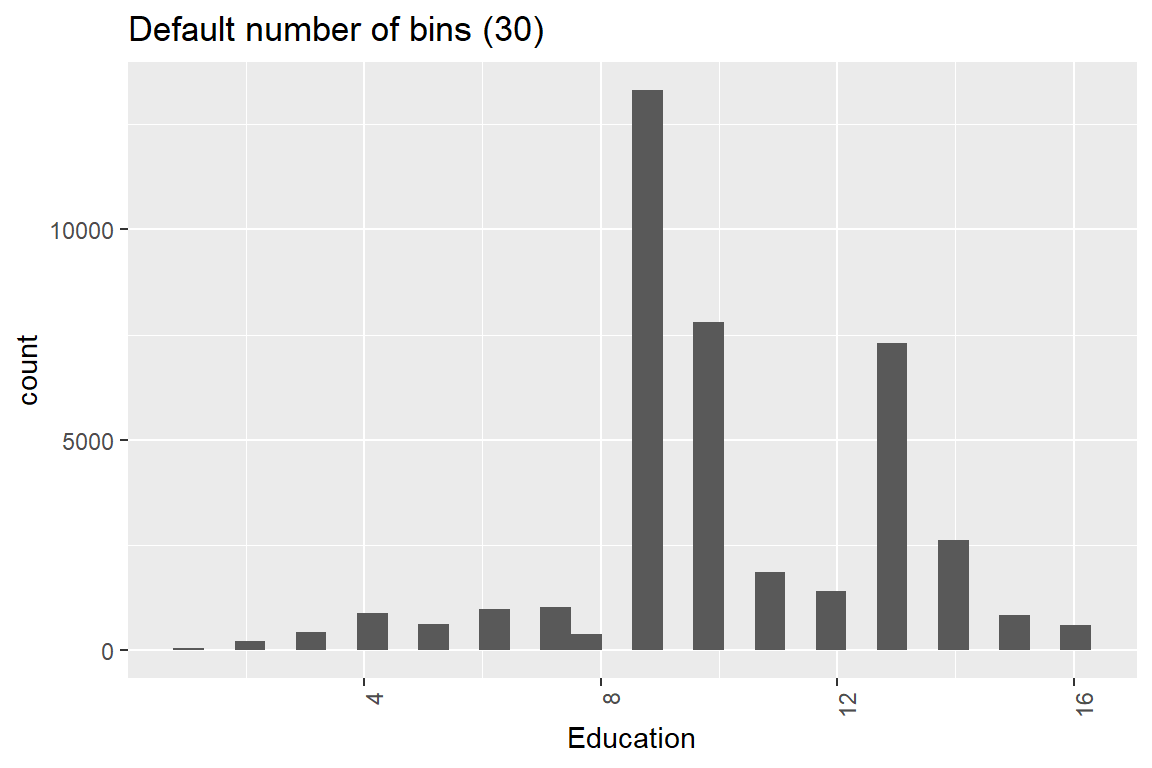 Default number of bins (30)
10000
5000
0
count
4
8
12
16
Education